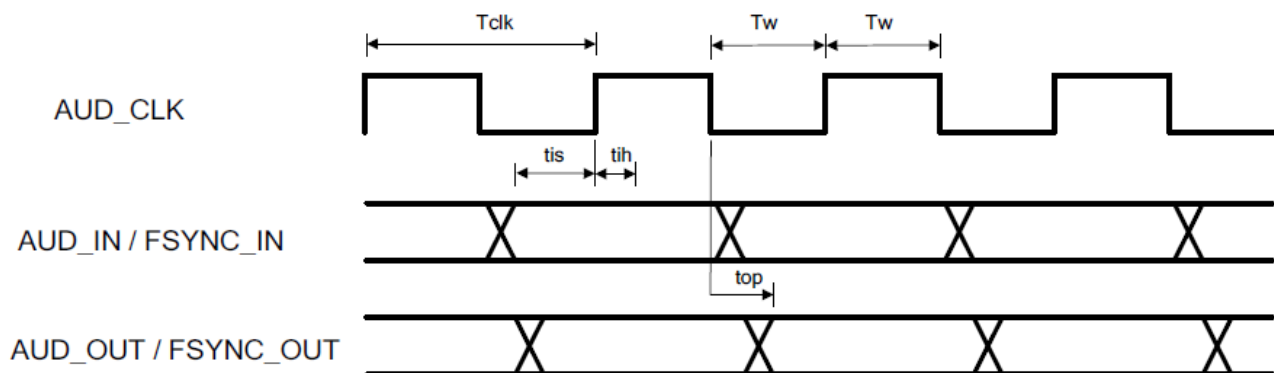 Tclk Tw Tw
AUD_CLK
tis tih
AUD_IN / FSYNC_IN
top
AUD_OUT / FSYNC_OUT